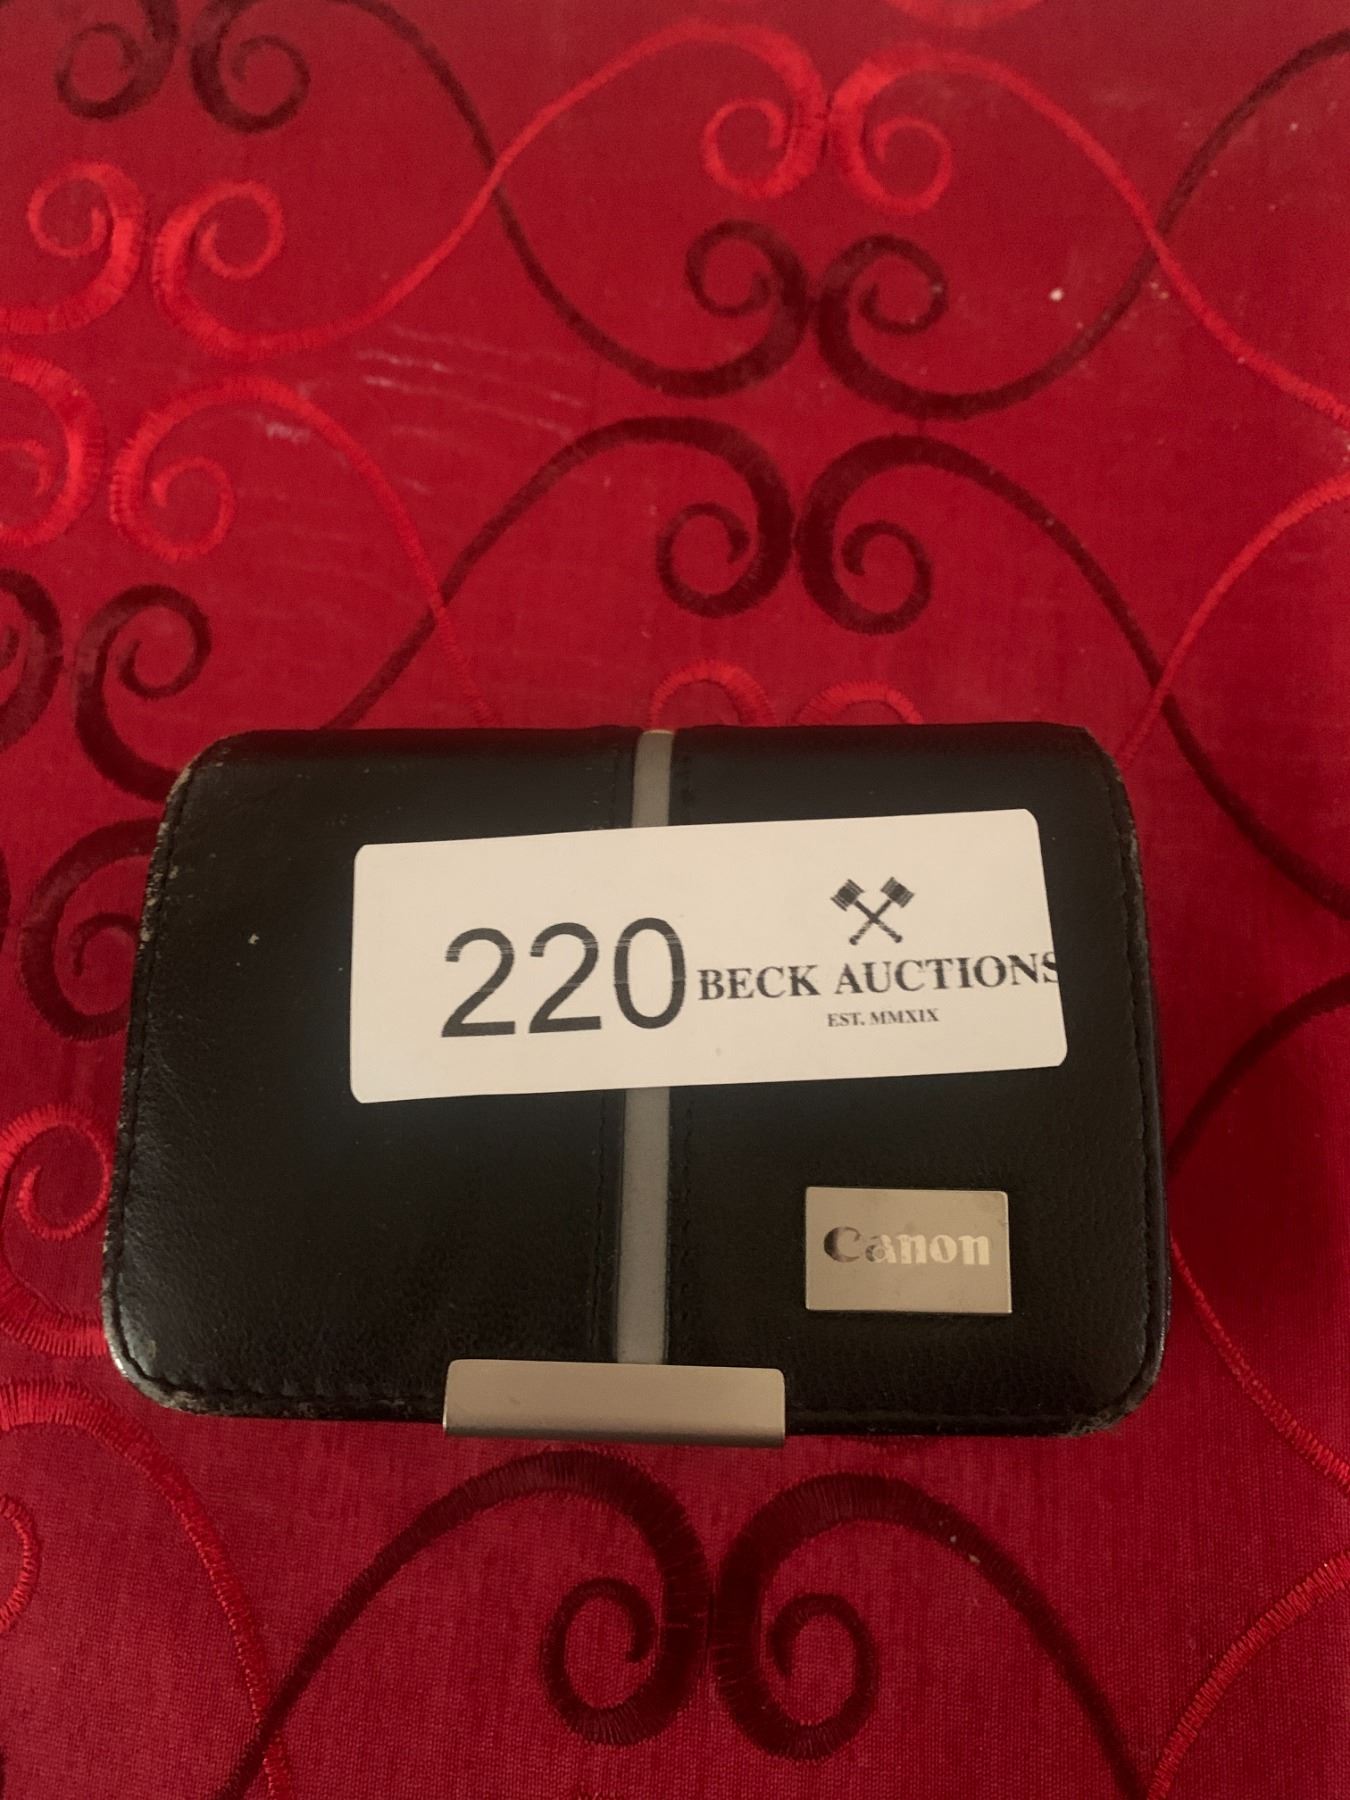 220
BECK AUCTIONS
EST. MMXIX
Canon